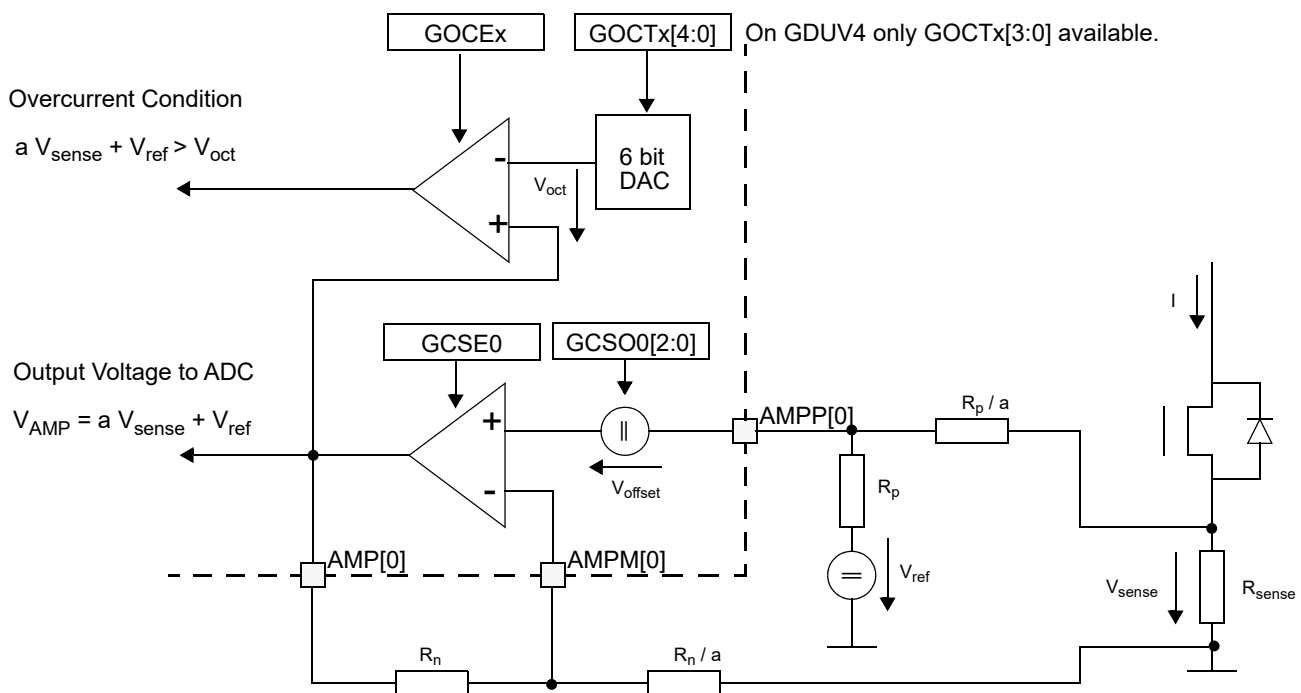 GOCEx
GOCTx[4:0]
On GDUV4 only GOCTx[3:0] available.
Overcurrent Condition
a Vsense + Vref > Voct
-
6 bit
DAC
Voct
+
I
GCSE0
GCSO0[2:0]
Output Voltage to ADC
VAMP = a Vsense + Vref
AMPP[0]
Rp / a
+
Voffset
-
Rp
AMP[0]
AMPM[0]
Vref
Vsense
Rsense
Rn
Rn / a